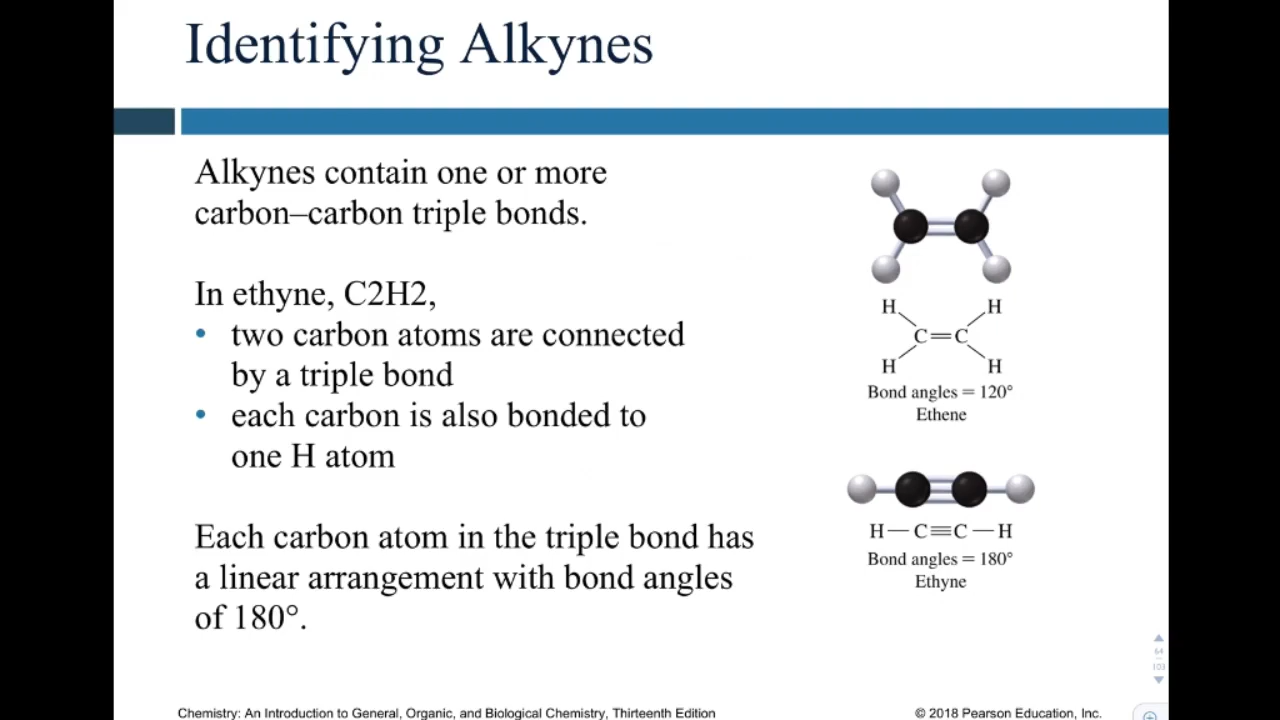 Identifying Alkynes
Alkynes contain one or more
carbon–carbon triple bonds.
In ethyne, C2H2,
• two carbon atoms are connected
by a triple bond
• each carbon is also bonded to
one H atom
Each carbon atom in the triple bond has
a linear arrangement with bond angles
of 180°.
H H
C=C
H H
Bond angles = 120°
Ethene
H—C≡C—H
Bond angles = 180°
Ethyne
64
103
Chemistry: An Introduction to General, Organic, and Biological Chemistry, Thirteenth Edition
© 2018 Pearson Education, Inc.